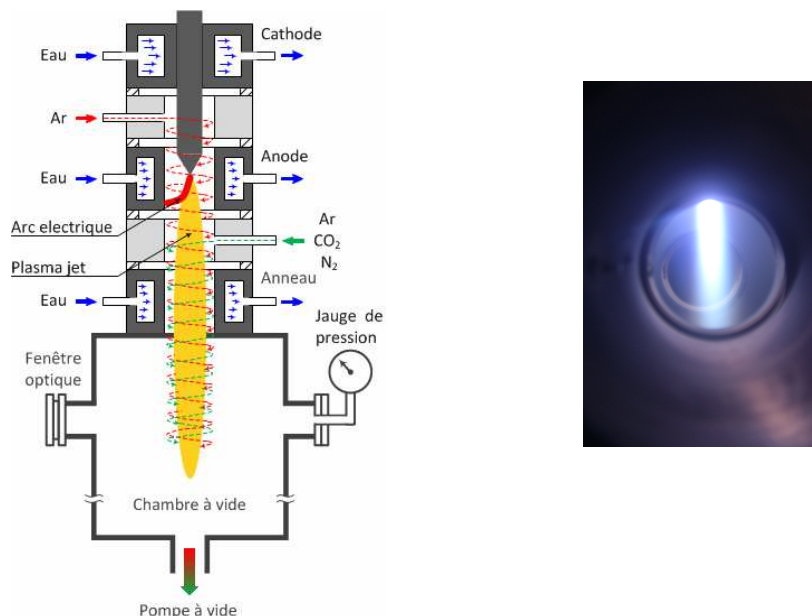 Cathode
Eau
Ar
Anode
Eau
Arc electrique
Ar
CO₂
N₂
Plasma jet
Anneau
Eau
Jauge de
pression
Fenêtre
optique
Chambre à vide
Pompe à vide